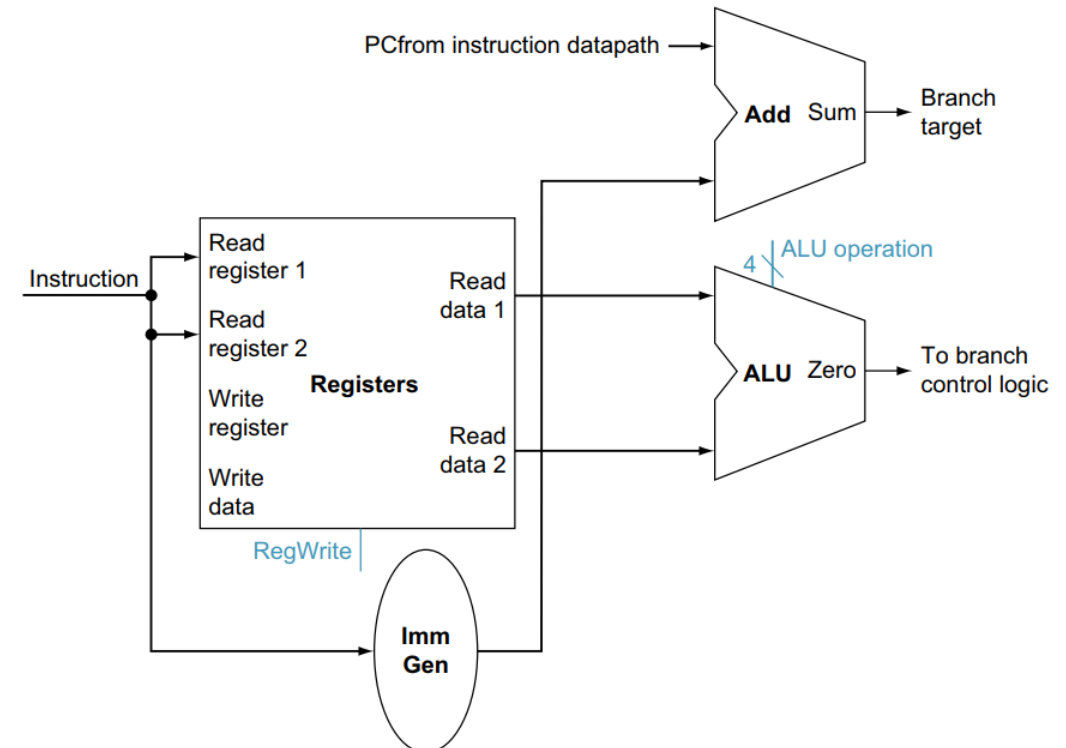 PCfrom instruction datapath
Add Sum
Branch
target
Instruction
Read
register 1
Read
register 2
Write
register
Write
data
Registers
Read
data 1
Read
data 2
RegWrite
4
ALU operation
ALU Zero
To branch
control logic
Imm
Gen